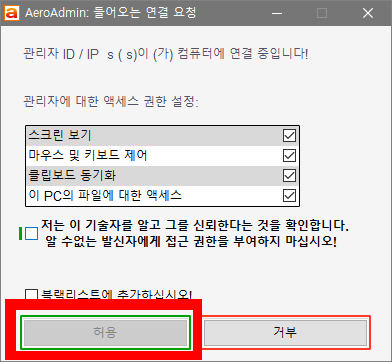 AeroAdmin: 들어오는 연결 요청
관리자 ID / IP s ( s)이 (가) 컴퓨터에 연결 중입니다!
관리자에 대한 액세스 권한 설정:
스크린 보기
마우스 및 키보드 제어
클립보드 동기화
이 PC의 파일에 대한 액세스
저는 이 기술자를 알고 그를 신뢰한다는 것을 확인합니다.
알 수없는 발신자에게 접근 권한을 부여하지 마십시오!
블랙리스트에 추가하십시오!
허용
거부